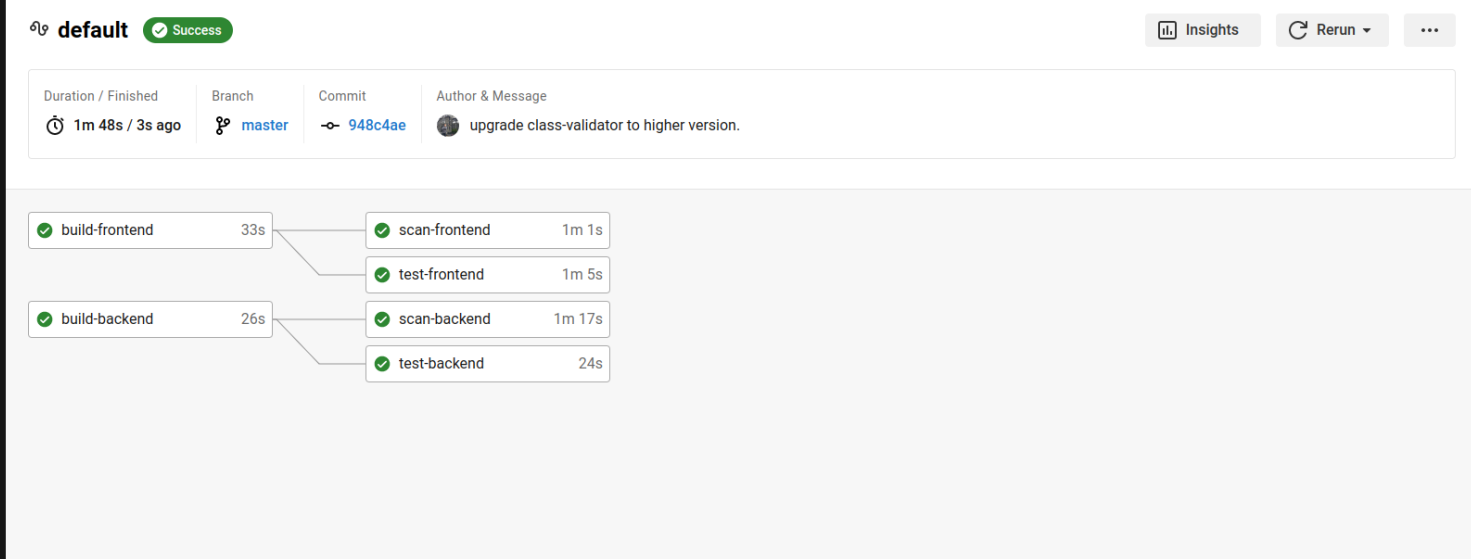 default Success Insights Rerun
Duration / Finished Branch Commit Author & Message
1m 48s / 3s ago master 948c4ae upgrade class-validator to higher version.
build-frontend 33s scan-frontend 1m 1s
test-frontend 1m 5s
build-backend 26s scan-backend 1m 17s
test-backend 24s